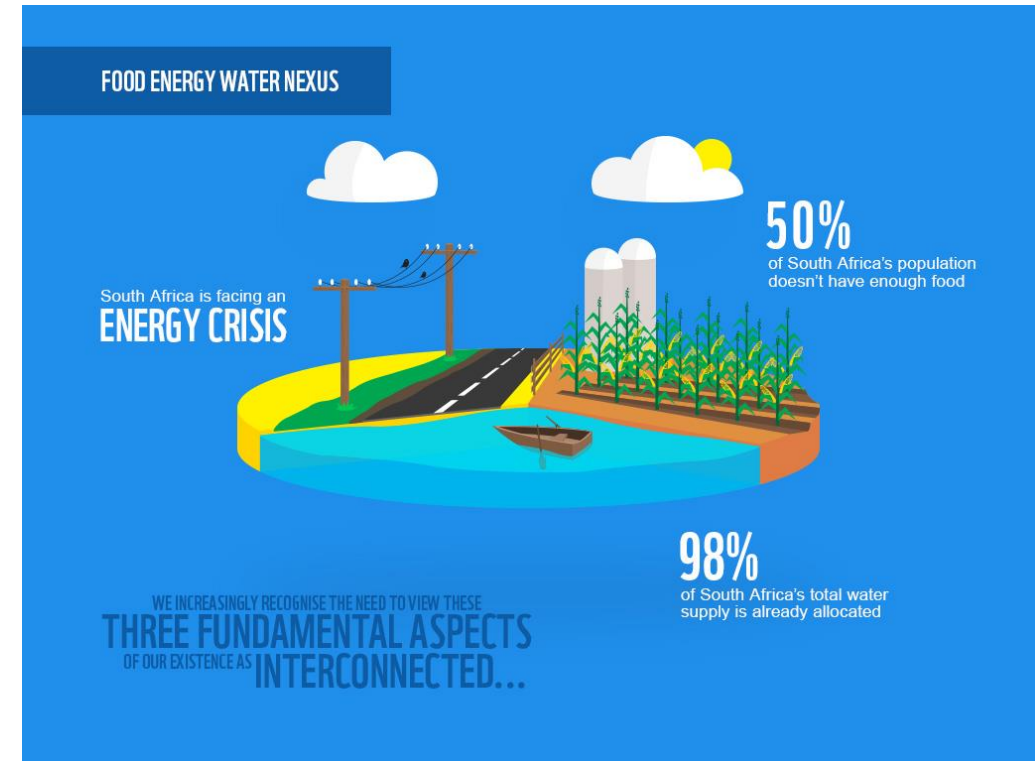 FOOD ENERGY WATER NEXUS
50%
of South Africa's population
doesn't have enough food
South Africa is facing an
ENERGY CRISIS
98%
of South Africa's total water
supply is already allocated
WE INCREASINGLY RECOGNISE THE NEED TO VIEW THESE
THREE FUNDAMENTAL ASPECTS
OF OUR EXISTENCE AS INTERCONNECTED...